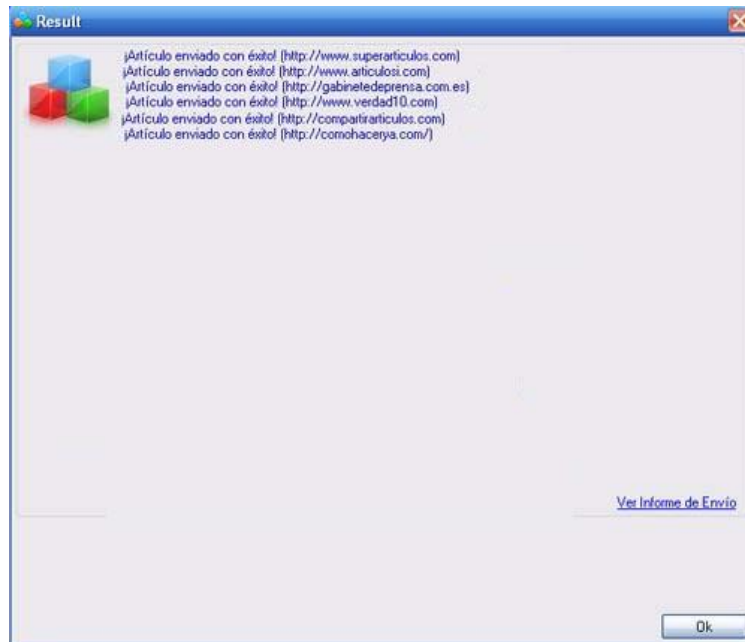 Result
¡Artículo enviado con éxito! (http://www.superarticulos.com)
¡Artículo enviado con éxito! (http://www.articulosi.com)
¡Artículo enviado con éxito! (http://gabinetedeprensa.com.es)
¡Artículo enviado con éxito! (http://www.verdad10.com)
¡Artículo enviado con éxito! (http://compartirarticulos.com)
¡Artículo enviado con éxito! (http://comohacerya.com/)
Ver Informe de Envío
Ok